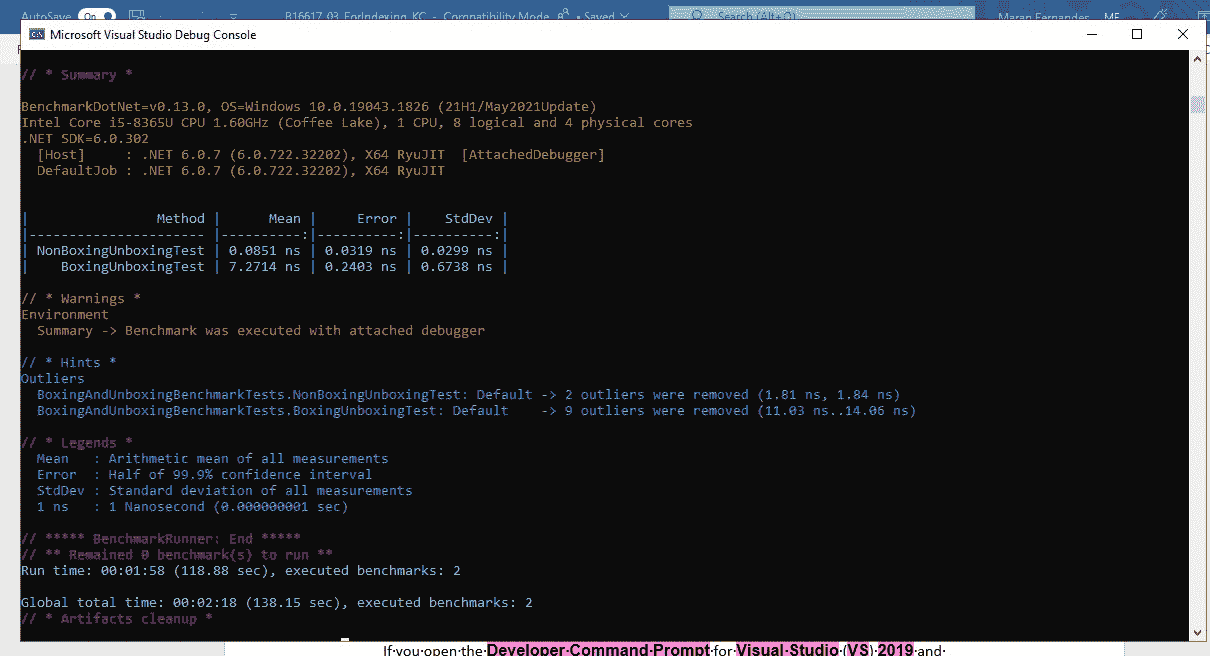 AutoSave On B16617_03_ForIndexing_KC - Compatibility Mode Saved Search (Alt+Q) Maran Fernandes MF
Microsoft Visual Studio Debug Console
// * Summary *
BenchmarkDotNet=v0.13.0, OS=Windows 10.0.19043.1826 (21H1/May2021Update)
Intel Core i5-8365U CPU 1.60GHz (Coffee Lake), 1 CPU, 8 logical and 4 physical cores
.NET SDK=6.0.302
[Host]     : .NET 6.0.7 (6.0.722.32202), X64 RyuJIT  [AttachedDebugger]
DefaultJob : .NET 6.0.7 (6.0.722.32202), X64 RyuJIT
|               Method |      Mean |     Error |    StdDev |
|--------------------- |----------:|----------:|----------:|
| NonBoxingUnboxingTest | 0.0851 ns | 0.0319 ns | 0.0299 ns |
|    BoxingUnboxingTest | 7.2714 ns | 0.2403 ns | 0.6738 ns |
// * Warnings *
Environment
Summary -> Benchmark was executed with attached debugger
// * Hints *
Outliers
BoxingAndUnboxingBenchmarkTests.NonBoxingUnboxingTest: Default -> 2 outliers were removed (1.81 ns, 1.84 ns)
BoxingAndUnboxingBenchmarkTests.BoxingUnboxingTest: Default    -> 9 outliers were removed (11.03 ns..14.06 ns)
// * Legends *
Mean   : Arithmetic mean of all measurements
Error  : Half of 99.9% confidence interval
StdDev : Standard deviation of all measurements
1 ns   : 1 Nanosecond (0.000000001 sec)
// ***** BenchmarkRunner: End *****
// ** Remained 0 benchmark(s) to run **
Run time: 00:01:58 (118.88 sec), executed benchmarks: 2
Global total time: 00:02:18 (138.15 sec), executed benchmarks: 2
// * Artifacts cleanup *
If·you·open·the·Developer·Command·Prompt·for·Visual·Studio·(VS)·2019·and·